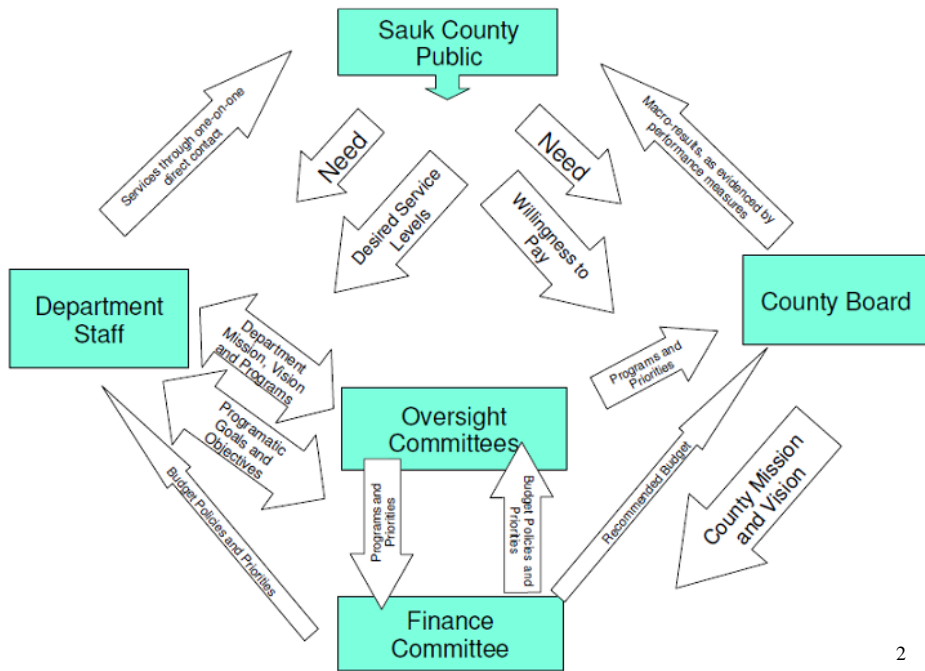 Sauk County
Public
Services through one-on-one
direct contact
Need
Need
Macro-results, as evidenced by
performance measures
Desired Service
Levels
Willingness to
Pay
Department
Staff
County Board
Department
Mission, Vision
and Programs
Programs and
Priorities
Programatic
Goals and
Objectives
Oversight
Committees
Budget Policies and Priorities
Programs and
Priorities
Budget Policies and
Priorities
Recommended Budget
County Mission
and Vision
Finance
Committee
2